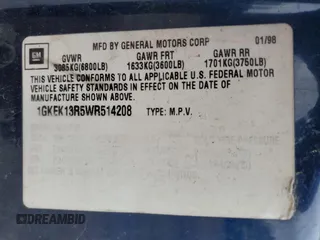 GM
MFD BY GENERAL MOTORS CORP 01/98
GVWR GAWR FRT GAWR RR
3085KG(6800LB) 1633KG(3600LB) 1701KG(3750LB)
THIS VEHICLE CONFORMS TO ALL APPLICABLE U.S. FEDERAL MOTOR
VEHICLE SAFETY STANDARDS IN EFFECT ON THE DATE OF
MANUFACTURE SHOWN ABOVE.
1GKEK13R5WR514208 TYPE: M.P.V.
© DREAMBID